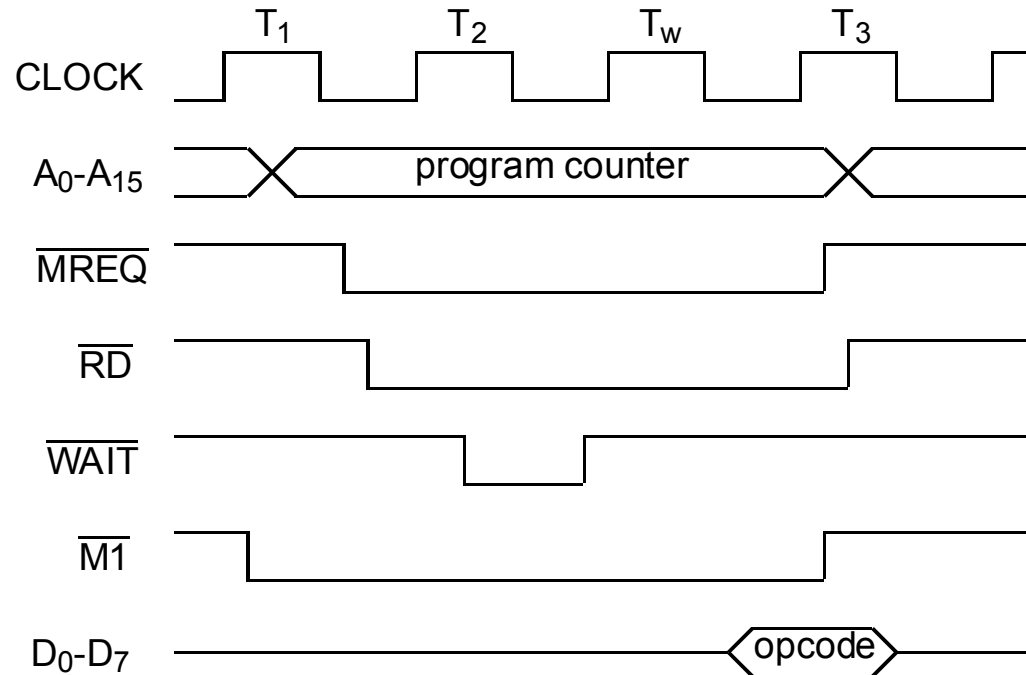 T1 T2 Tw T3
CLOCK
A0-A15 program counter
MREQ
RD
WAIT
M1
D0-D7 opcode